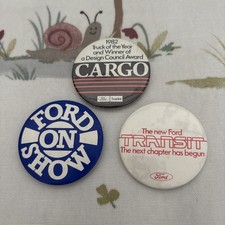 1982
Truck of the Year
and Winner of
a Design Council Award
CARGO
FORD
ON
SHOW
The new Ford
TRANSIT
The next chapter has begun
Ford